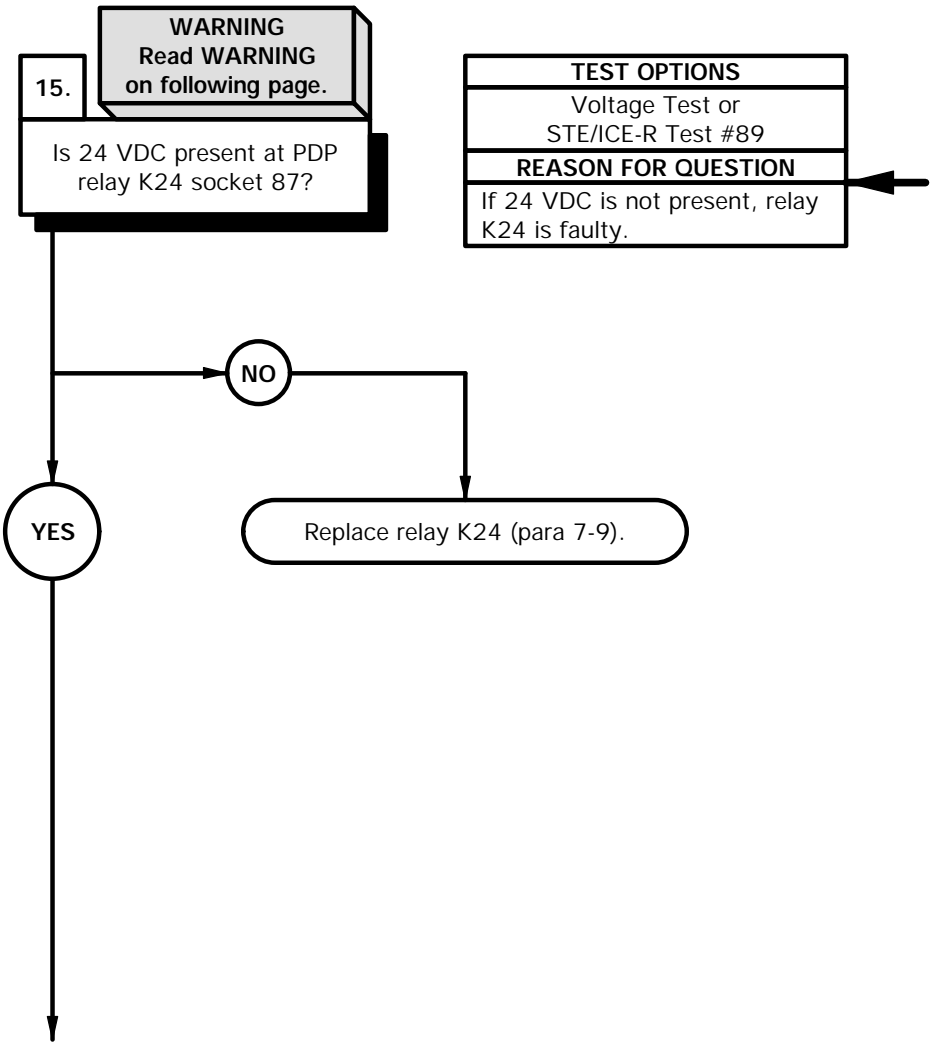 WARNING
Read WARNING
on following page.
15.
Is 24 VDC present at PDP
relay K24 socket 87?
TEST OPTIONS
Voltage Test or
STE/ICE-R Test #89
REASON FOR QUESTION
If 24 VDC is not present, relay
K24 is faulty.
NO
YES
Replace relay K24 (para 7-9).